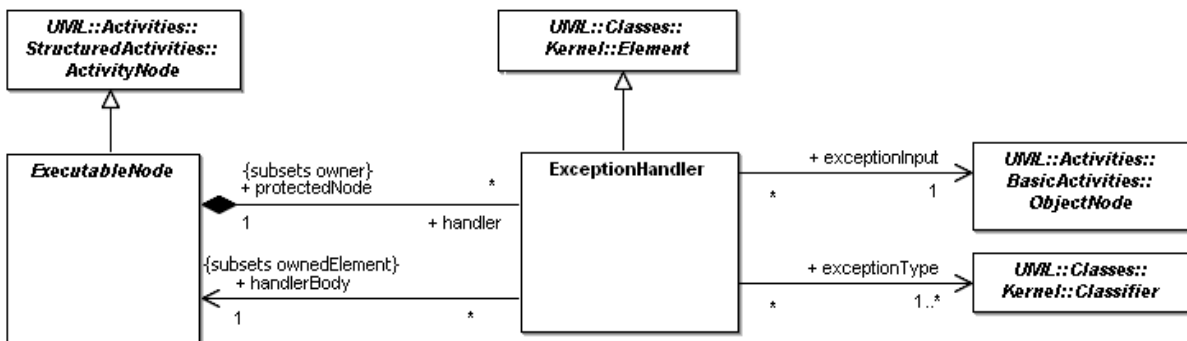 UML::Activities::
StructuredActivities::
ActivityNode
UML::Classes::
Kernel::Element
ExecutableNode
{subsets owner}
+ protectedNode
*
1
+ handler
{subsets ownedElement}
+ handlerBody
1
*
ExceptionHandler
+ exceptionInput
*
1
UML::Activities::
BasicActivities::
ObjectNode
+ exceptionType
*
1..*
UML::Classes::
Kernel::Classifier